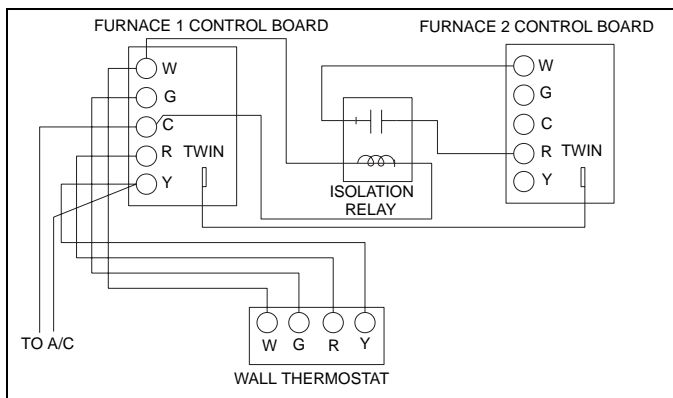 FURNACE 1 CONTROL BOARD
W
G
C
R TWIN
Y
FURNACE 2 CONTROL BOARD
W
G
C
R TWIN
Y
ISOLATION
RELAY
TO A/C
W G R Y
WALL THERMOSTAT